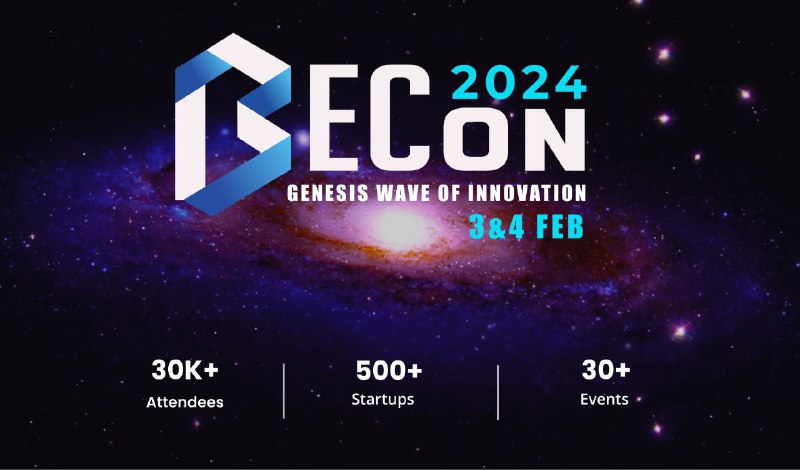 BECon 2024
GENESIS WAVE OF INNOVATION
3&4 FEB
30K+
Attendees
500+
Startups
30+
Events